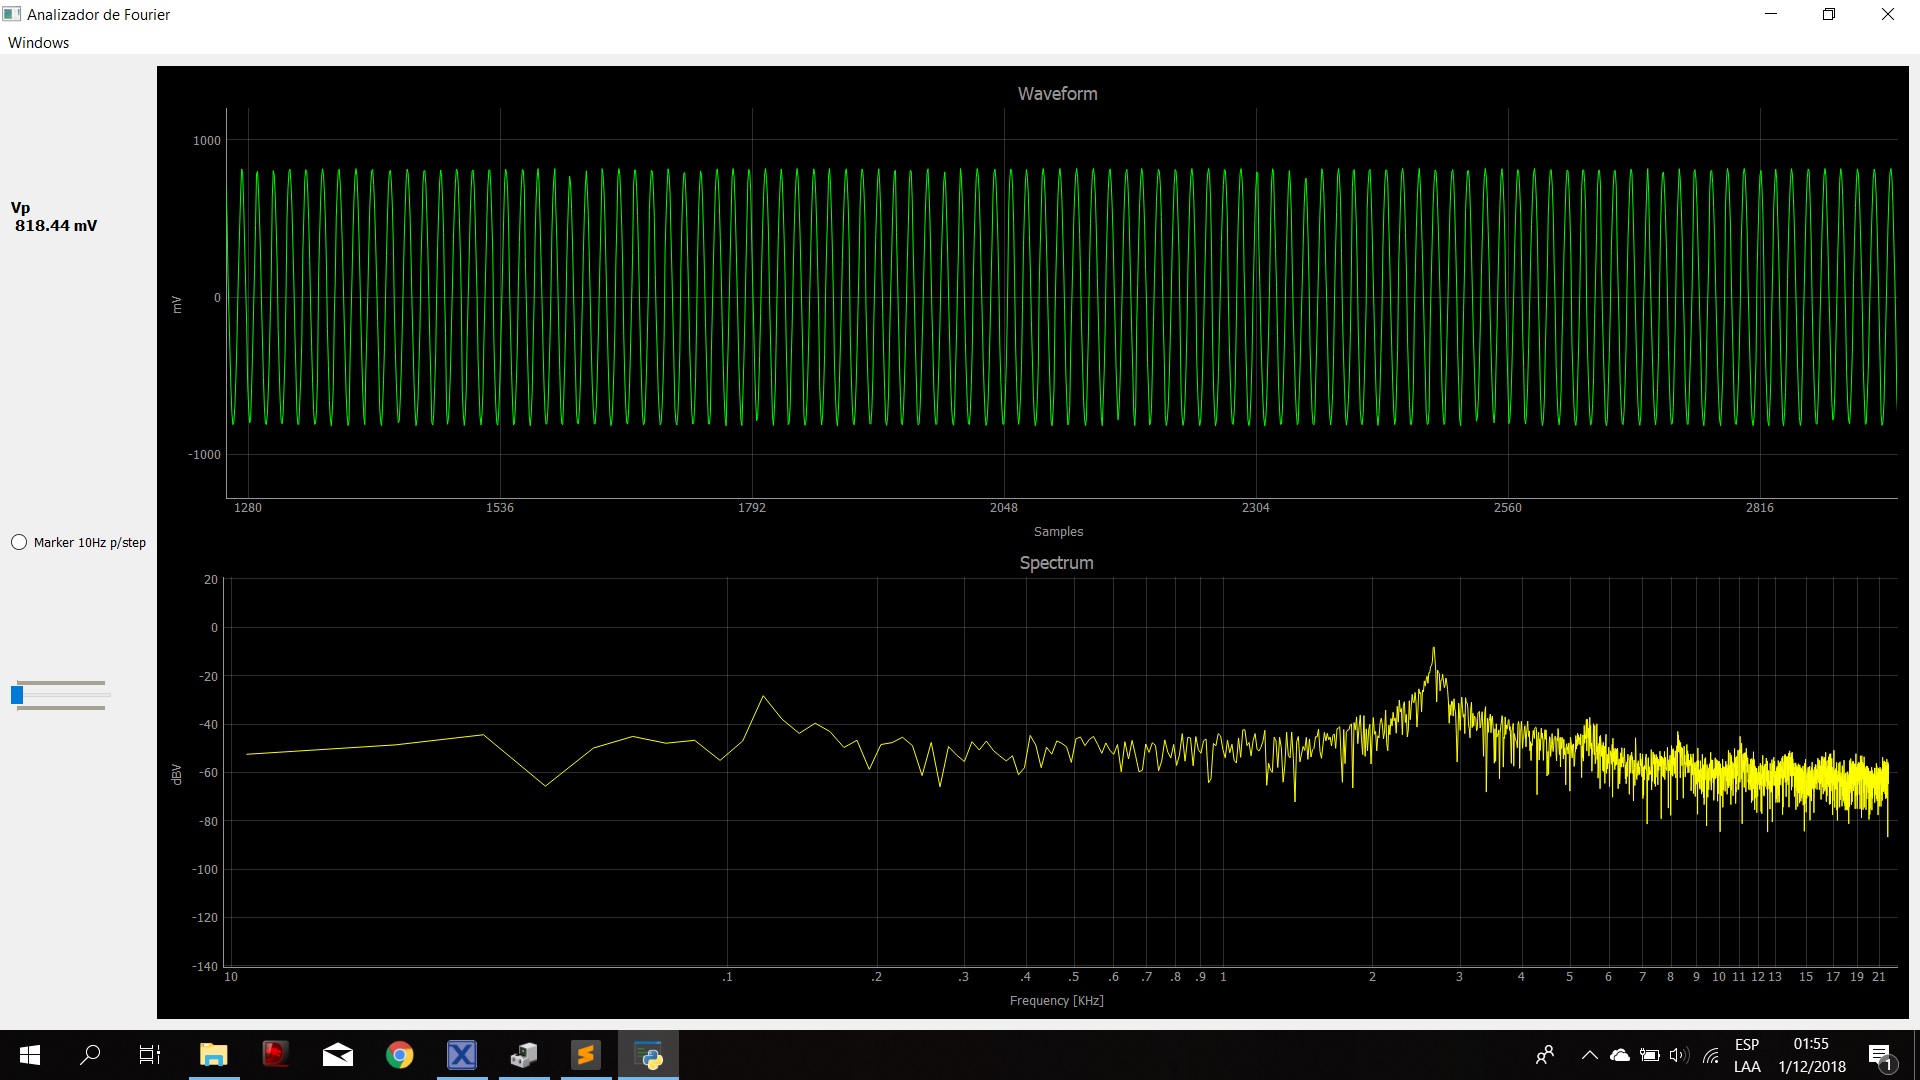 Analizador de Fourier
Windows
Waveform
1000
0
-1000
mV
1280 1536 1792 2048 2304 2560 2816
Samples
Vp
818.44 mV
Marker 10Hz p/step
Spectrum
20
0
-20
-40
-60
-80
-100
-120
-140
dBV
10 .1 .2 .3 .4 .5 .6 .7 .8 .9 1 2 3 4 5 6 7 8 9 10 11 12 13 15 17 19 21
Frequency [KHz]
ESP
LAA
01:55
1/12/2018
1